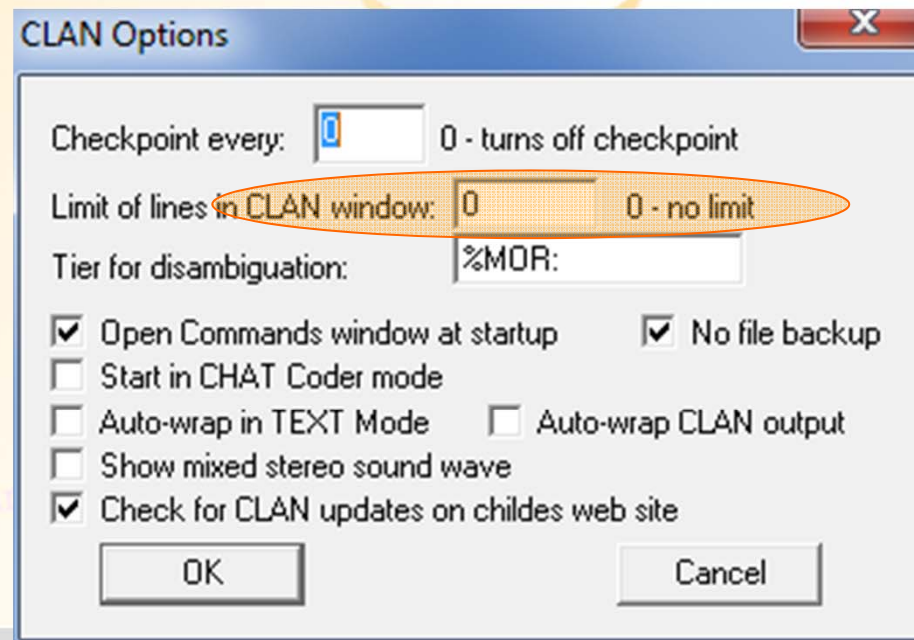 CLAN Options
Checkpoint every: 0 0 - turns off checkpoint
Limit of lines in CLAN window: 0 0 - no limit
Tier for disambiguation: %MOR:
Open Commands window at startup No file backup
Start in CHAT Coder mode
Auto-wrap in TEXT Mode Auto-wrap CLAN output
Show mixed stereo sound wave
Check for CLAN updates on childes web site
OK Cancel